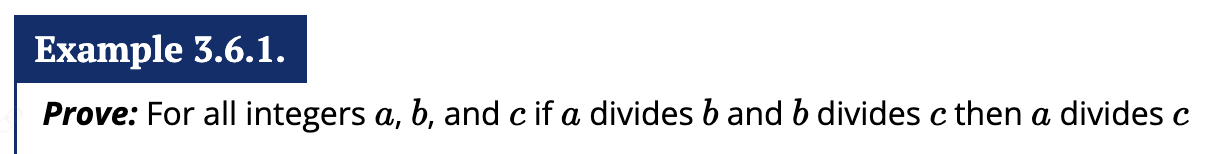 Example 3.6.1.
Prove: For all integers a, b, and c if a divides b and b divides c then a divides c